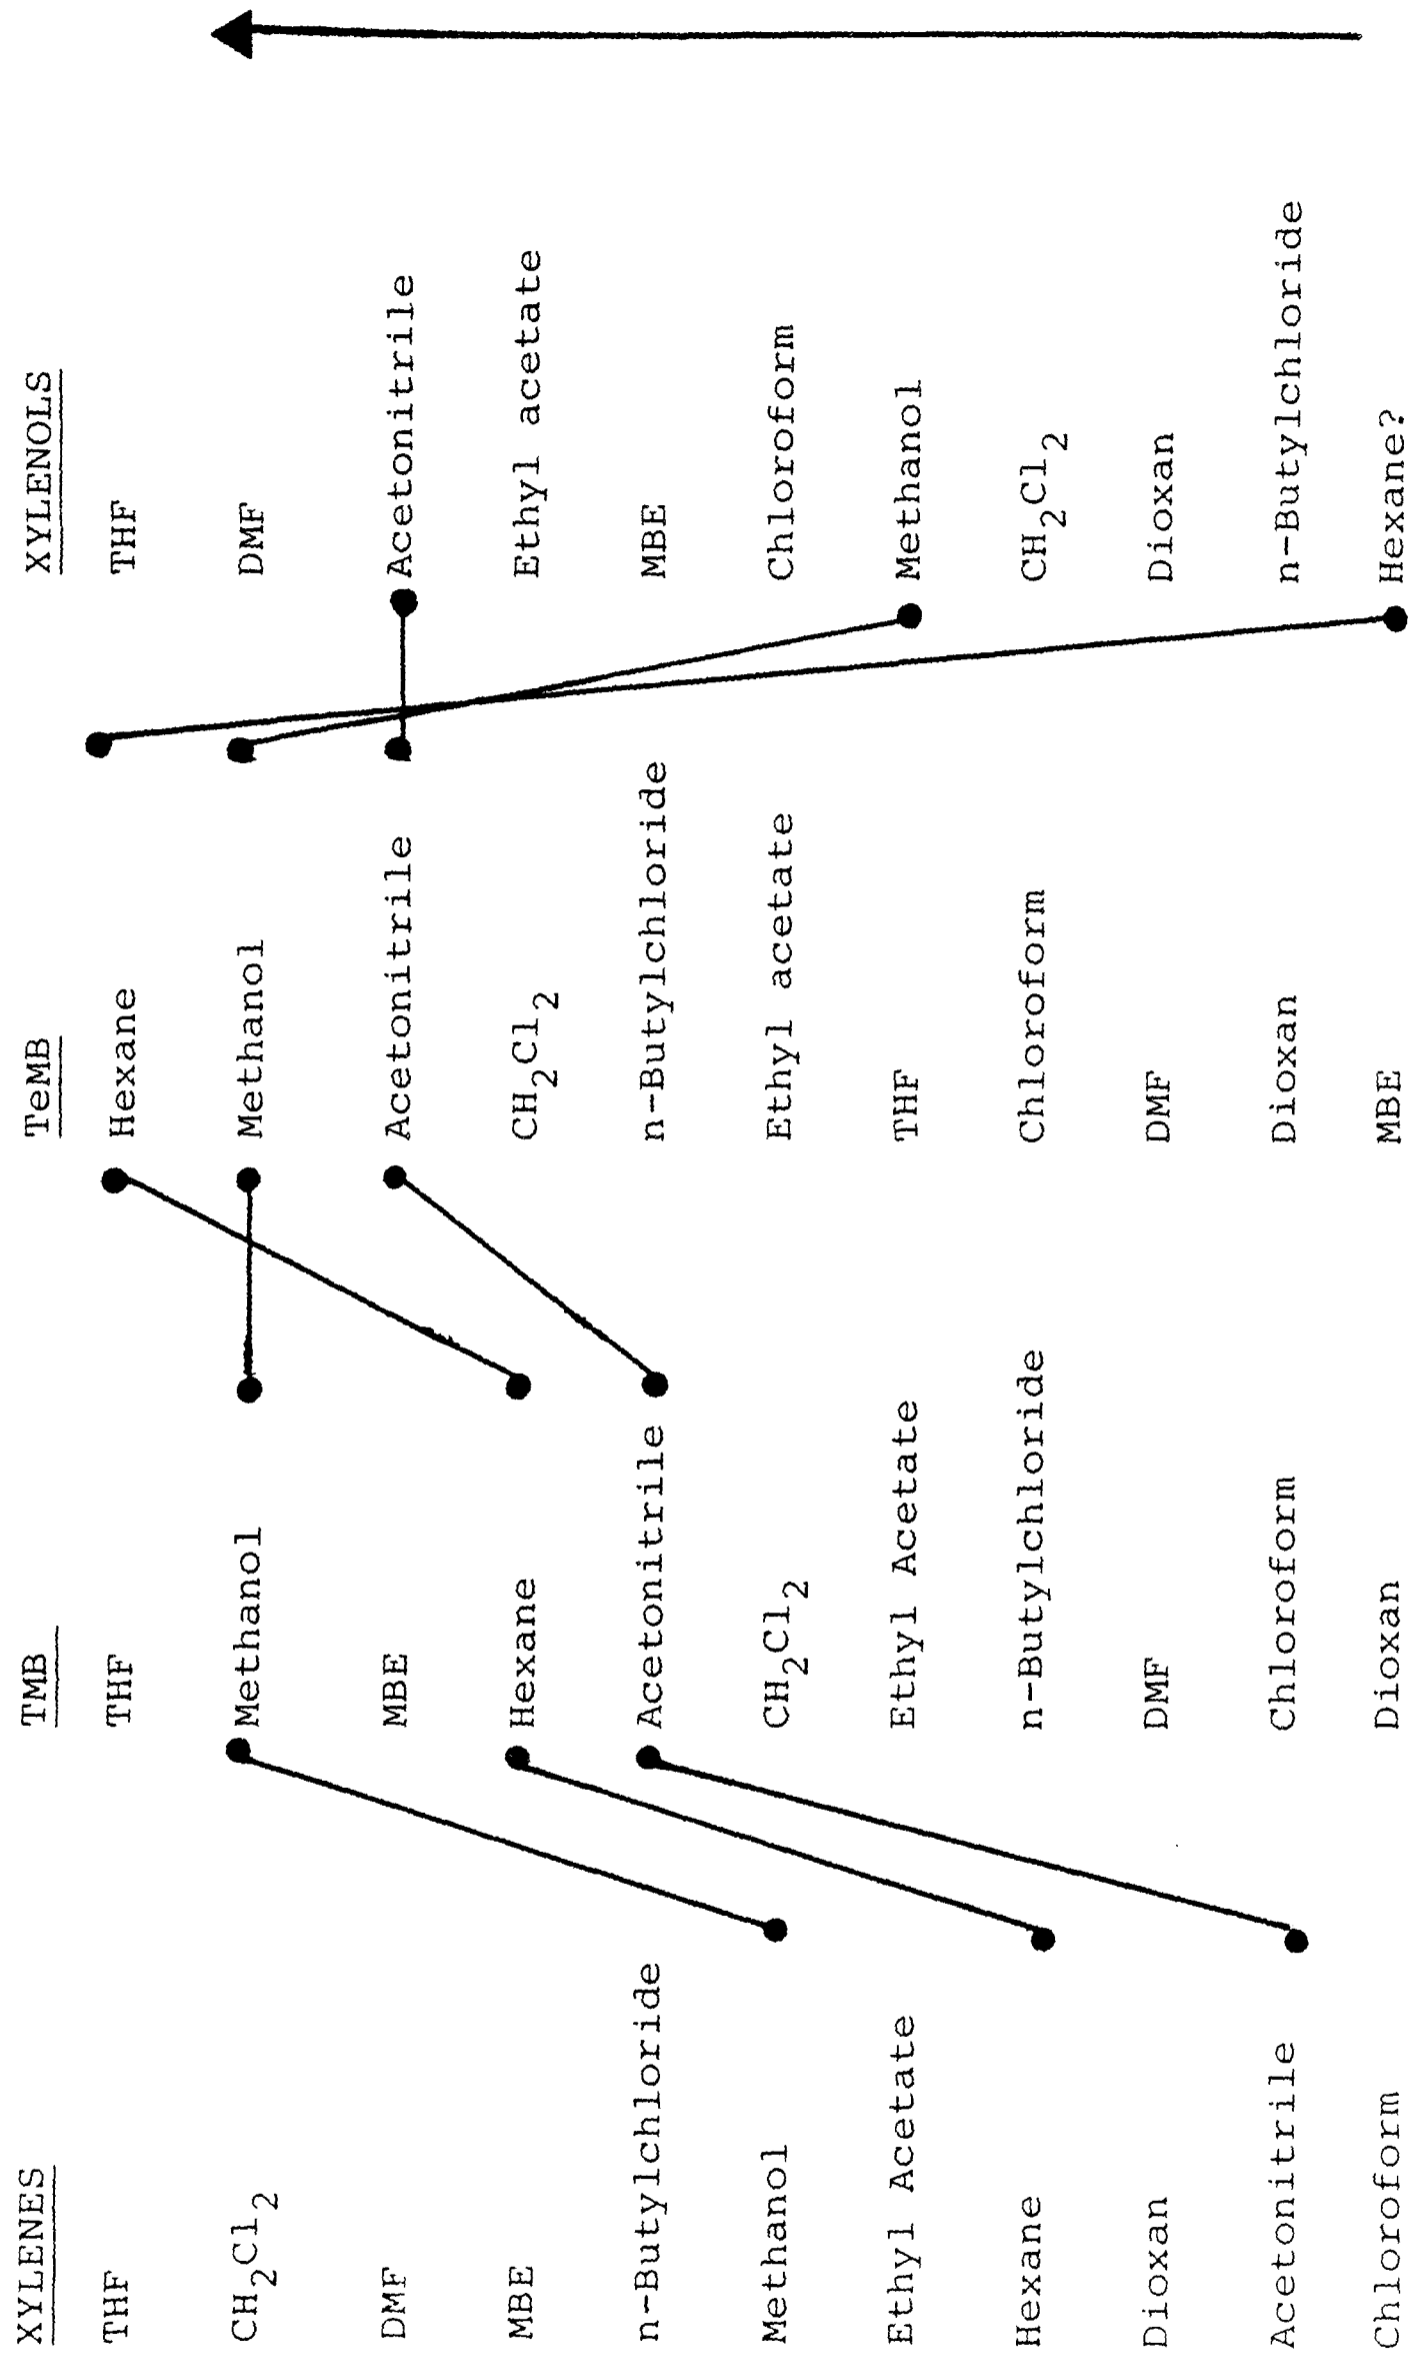 XYLENES TMB TeMB XYLENOLS
THF THF Hexane THF
CH2Cl2 Methanol Methanol DMF
DMF MBE Acetonitrile Acetonitrile
MBE Hexane CH2Cl2 Ethyl acetate
n-Butylchloride Acetonitrile n-Butylchloride MBE
Methanol CH2Cl2 Ethyl acetate Chloroform
Ethyl Acetate Ethyl Acetate THF Methanol
Hexane n-Butylchloride Chloroform CH2Cl2
Dioxan DMF DMF Dioxan
Acetonitrile Chloroform Dioxan n-Butylchloride
Chloroform Dioxan MBE Hexane?